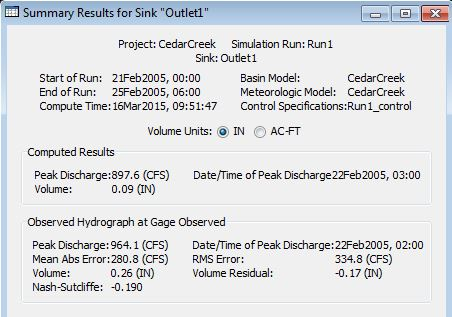 Summary Results for Sink "Outlet1"
Project: CedarCreek Simulation Run: Run1
Sink: Outlet1
Start of Run: 21Feb2005, 00:00 Basin Model: CedarCreek
End of Run: 25Feb2005, 06:00 Meteorologic Model: CedarCreek
Compute Time:16Mar2015, 09:51:47 Control Specifications:Run1_control
Volume Units: IN AC-FT
Computed Results
Peak Discharge:897.6 (CFS) Date/Time of Peak Discharge22Feb2005, 03:00
Volume: 0.09 (IN)
Observed Hydrograph at Gage Observed
Peak Discharge:964.1 (CFS) Date/Time of Peak Discharge:22Feb2005, 02:00
Mean Abs Error:280.8 (CFS) RMS Error: 334.8 (CFS)
Volume: 0.26 (IN) Volume Residual: -0.17 (IN)
Nash-Sutcliffe: -0.190